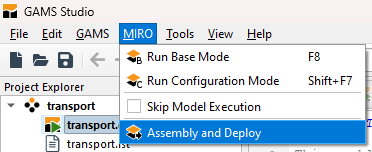 GAMS Studio
File Edit GAMS MIRO Tools View Help
Run Base Mode F8
Run Configuration Mode Shift+F7
Skip Model Execution
Assembly and Deploy
Project Explorer
transport
transport.
transport.lst